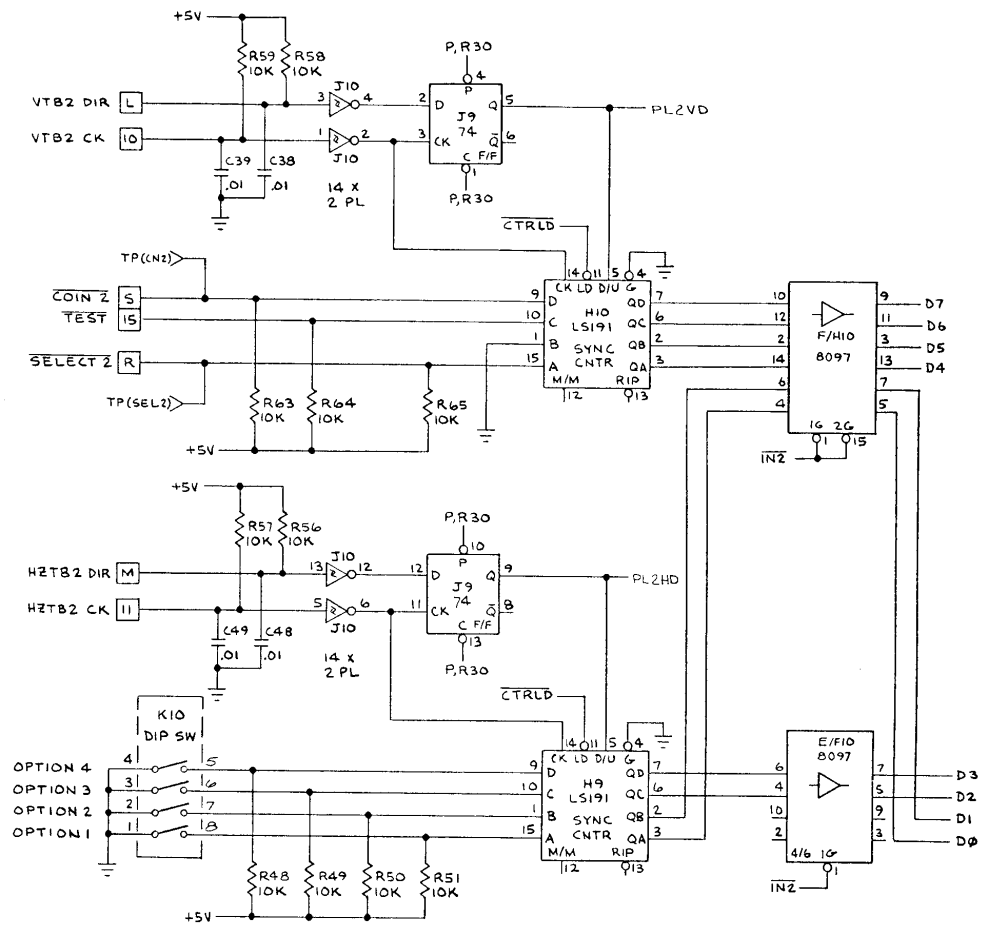 +5V
R59
10K
R58
10K
VTB2 DIR
L
VTB2 CK
10
3
J10
4
1
2
J10
14 X
2 PL
C39
.01
C38
.01
P,R30
4
P
2
D
J9
74
Q
5
3
CK
Q
6
C F/F
1
P,R30
PL2VD
CTRLD
TP(CN2)
COIN 2
S
TEST
15
SELECT 2
R
TP(SEL2)
R63
10K
R64
10K
R65
10K
+5V
14
11
5
4
CK LD D/U G
9
D
10
C
1
B
15
A
H10
LS191
SYNC
CNTR
QD
7
QC
6
QB
2
QA
3
M/M
RIP
12
13
10
12
2
14
6
4
F/H10
8097
1G
2G
1
15
IN2
9
D7
11
D6
3
D5
13
D4
7
5
+5V
R57
10K
R56
10K
HZTB2 DIR
M
HZTB2 CK
11
13
J10
12
5
6
J10
14 X
2 PL
C49
.01
C48
.01
P,R30
10
P
12
D
J9
74
Q
9
11
CK
Q
8
C F/F
13
P,R30
PL2HD
CTRLD
K10
DIP SW
OPTION 4
4
5
OPTION 3
3
6
OPTION 2
2
7
OPTION 1
1
8
R48
10K
R49
10K
R50
10K
R51
10K
+5V
14
11
5
4
CK LD D/U G
9
D
10
C
1
B
15
A
H9
LS191
SYNC
CNTR
QD
7
QC
6
QB
2
QA
3
M/M
RIP
12
13
E/F10
8097
6
4
10
2
4/6
1G
1
IN2
7
D3
5
D2
9
D1
3
DØ